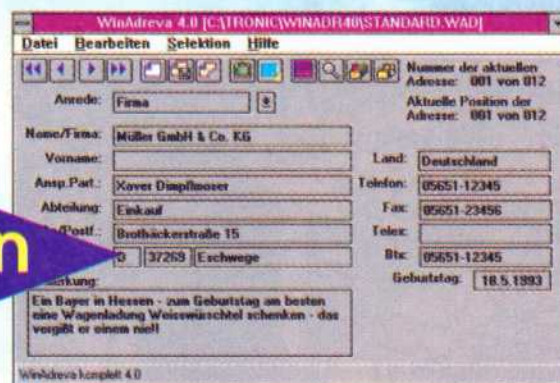 WinAdreva 4.0 [C:\TRONIC\WINADR40\STANDARD.WAD]
Datei Bearbeiten Selektion Hilfe
Nummer der aktuellen
Adresse: 001 von 012
Aktuelle Position der
Adresse: 001 von 012
Anrede: Firma
Name/Firma: Müller GmbH & Co. KG
Vorname:
Land: Deutschland
Ansp.Part.: Xaver Dimpflmoser
Telefon: 05651-12345
Abteilung: Einkauf
Fax: 05651-23456
/Postf.: Brothäckerstraße 15
Telex:
n
D 37269 Eschwege
Btx: 05651-12345
rkung:
Geburtstag: 18.5.1993
Ein Bayer in Hessen - zum Geburtstag am besten
eine Wagenladung Weisswürschtel schenken - das
vergißt er einem nie!!
WinAdreva komplett 4.0